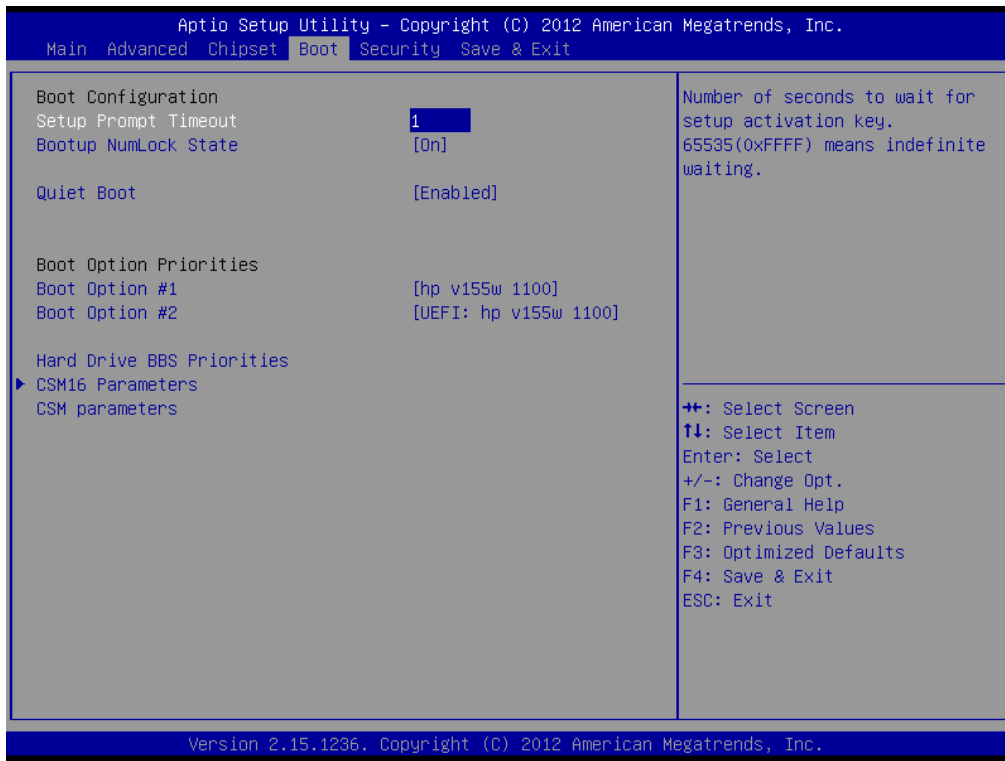 Aptio Setup Utility – Copyright (C) 2012 American Megatrends, Inc.
Main Advanced Chipset Boot Security Save & Exit
Boot Configuration
Setup Prompt Timeout 1
Bootup NumLock State [On]
Quiet Boot [Enabled]
Boot Option Priorities
Boot Option #1 [hp v155w 1100]
Boot Option #2 [UEFI: hp v155w 1100]
Hard Drive BBS Priorities
CSM16 Parameters
CSM parameters
Number of seconds to wait for
setup activation key.
65535(0xFFFF) means indefinite
waiting.
→←: Select Screen
↑↓: Select Item
Enter: Select
+/-: Change Opt.
F1: General Help
F2: Previous Values
F3: Optimized Defaults
F4: Save & Exit
ESC: Exit
Version 2.15.1236. Copyright (C) 2012 American Megatrends, Inc.